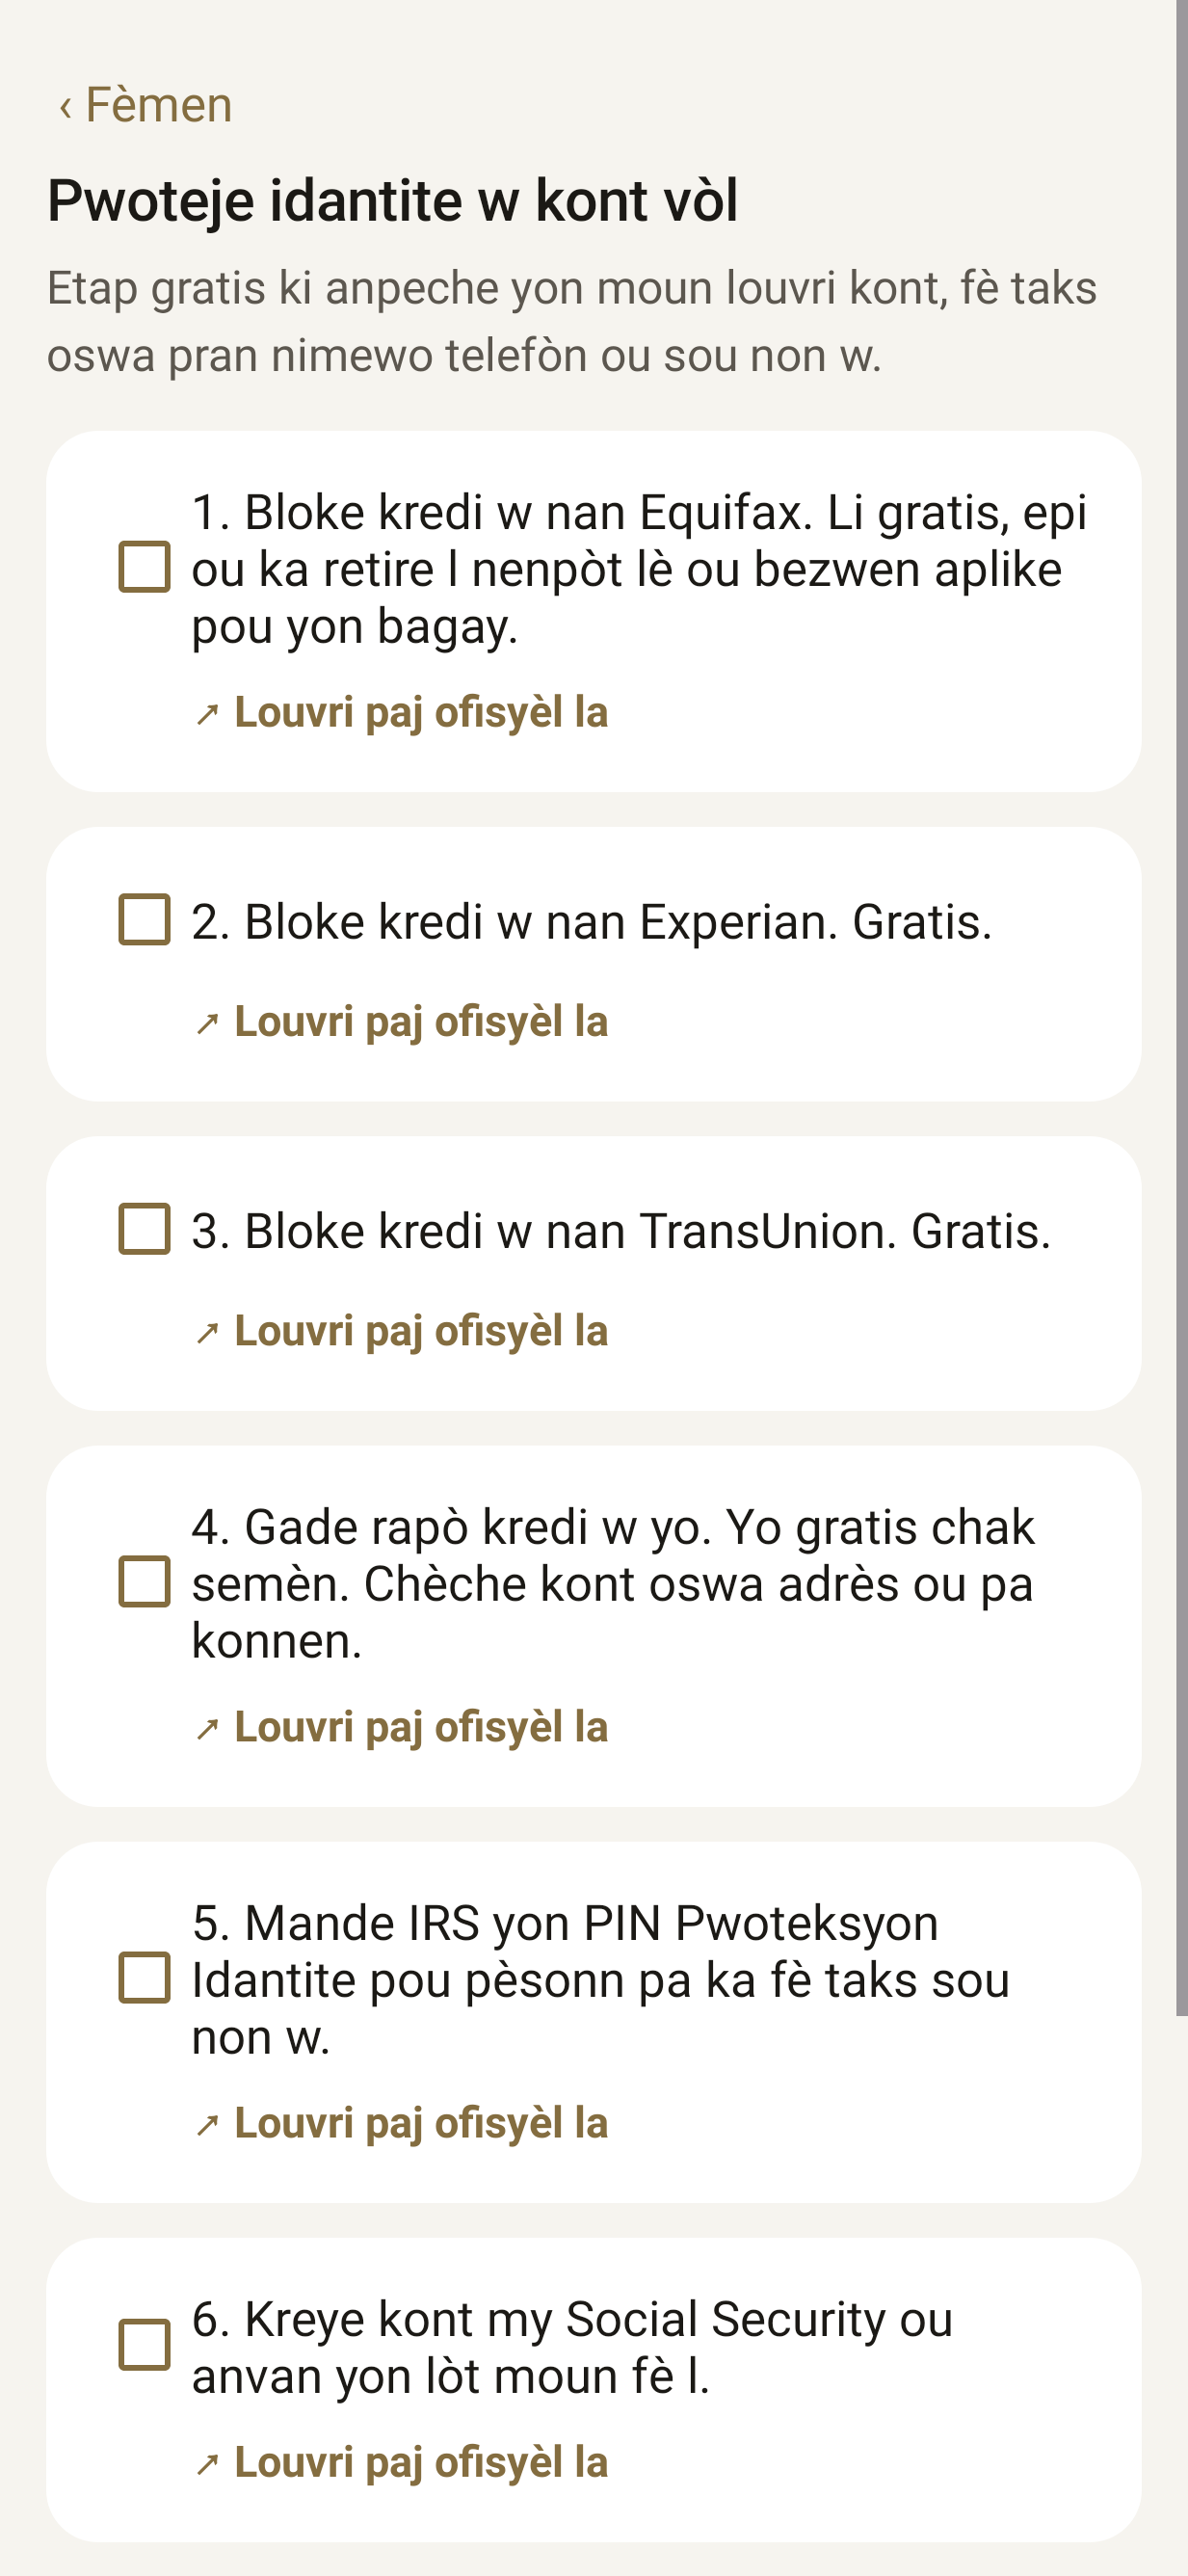 ‹ Fèmen
Pwoteje idantite w kont vòl
Etap gratis ki anpeche yon moun louvri kont, fè taks
oswa pran nimewo telefòn ou sou non w.
1. Bloke kredi w nan Equifax. Li gratis, epi
ou ka retire l nenpòt lè ou bezwen aplike
pou yon bagay.
↗ Louvri paj ofisyèl la
2. Bloke kredi w nan Experian. Gratis.
↗ Louvri paj ofisyèl la
3. Bloke kredi w nan TransUnion. Gratis.
↗ Louvri paj ofisyèl la
4. Gade rapò kredi w yo. Yo gratis chak
semèn. Chèche kont oswa adrès ou pa
konnen.
↗ Louvri paj ofisyèl la
5. Mande IRS yon PIN Pwoteksyon
Idantite pou pèsonn pa ka fè taks sou
non w.
↗ Louvri paj ofisyèl la
6. Kreye kont my Social Security ou
anvan yon lòt moun fè l.
↗ Louvri paj ofisyèl la